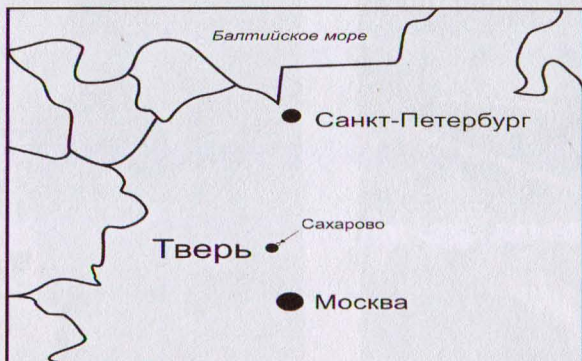 Балтийское море
Санкт-Петербург
Сахарово
Тверь
Москва